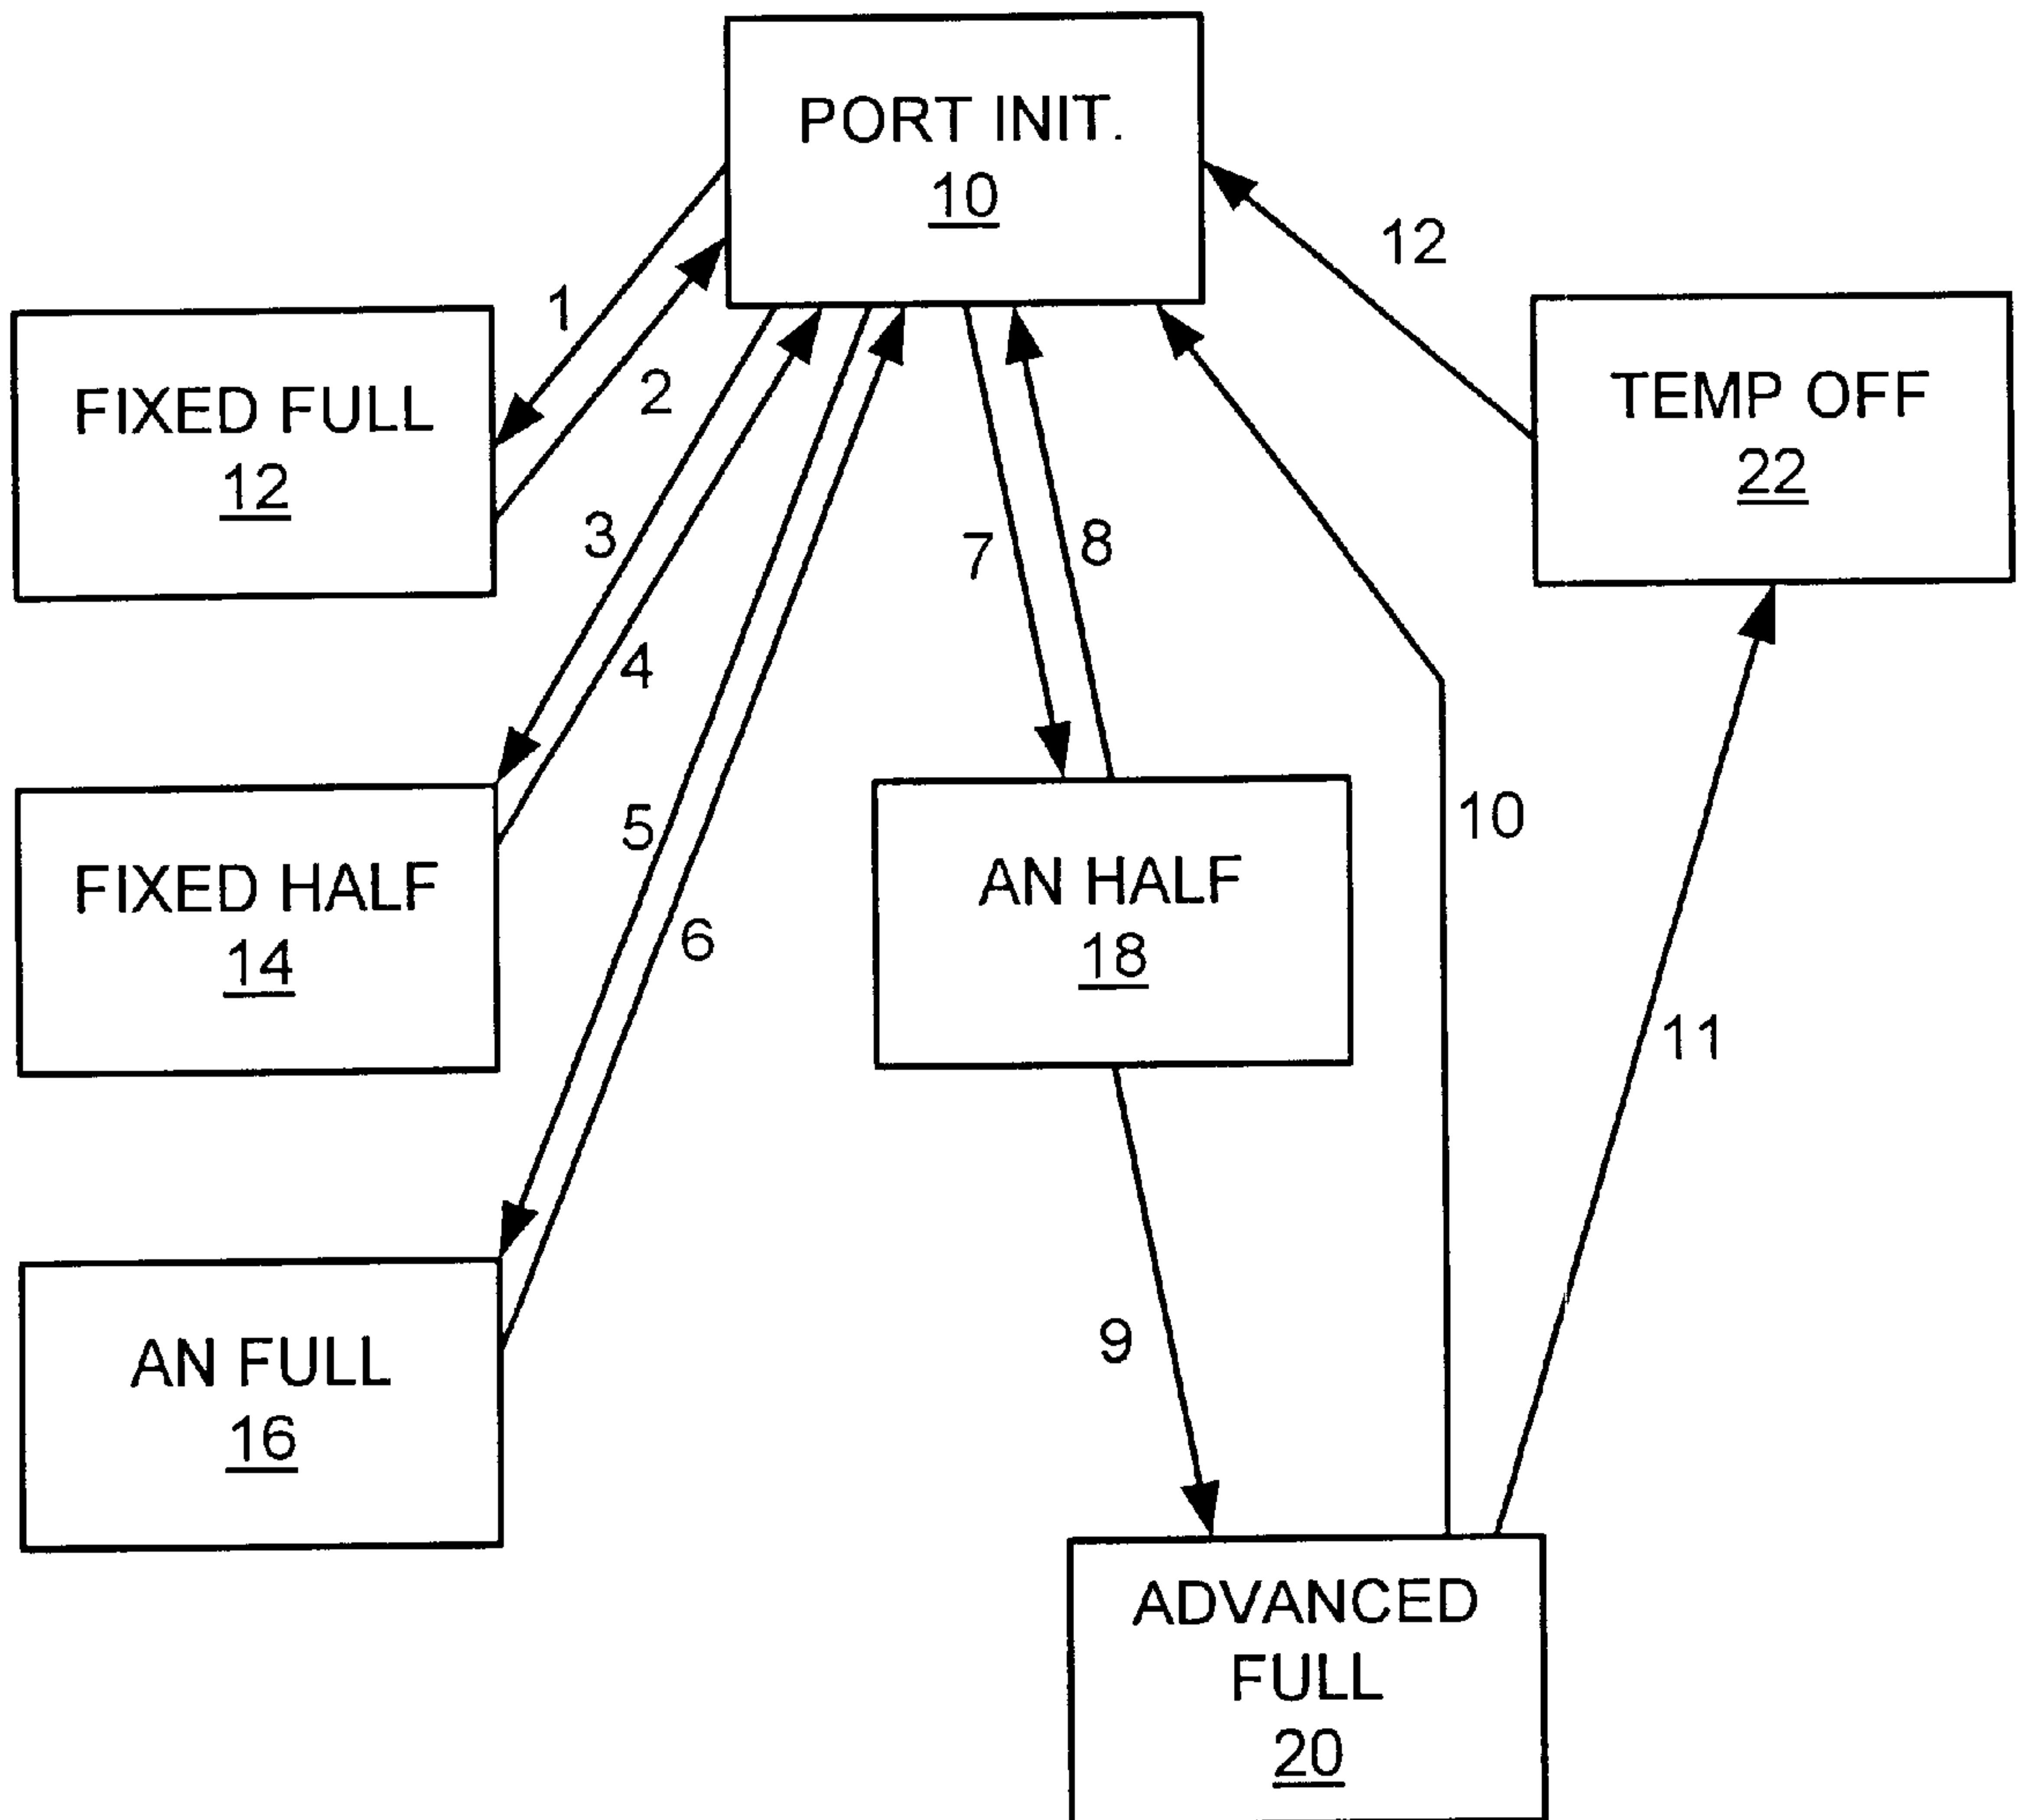 PORT INIT.
10
12
1
2
FIXED FULL
12
TEMP OFF
22
3
4
7
8
5
6
10
FIXED HALF
14
AN HALF
18
11
9
AN FULL
16
ADVANCED
FULL
20